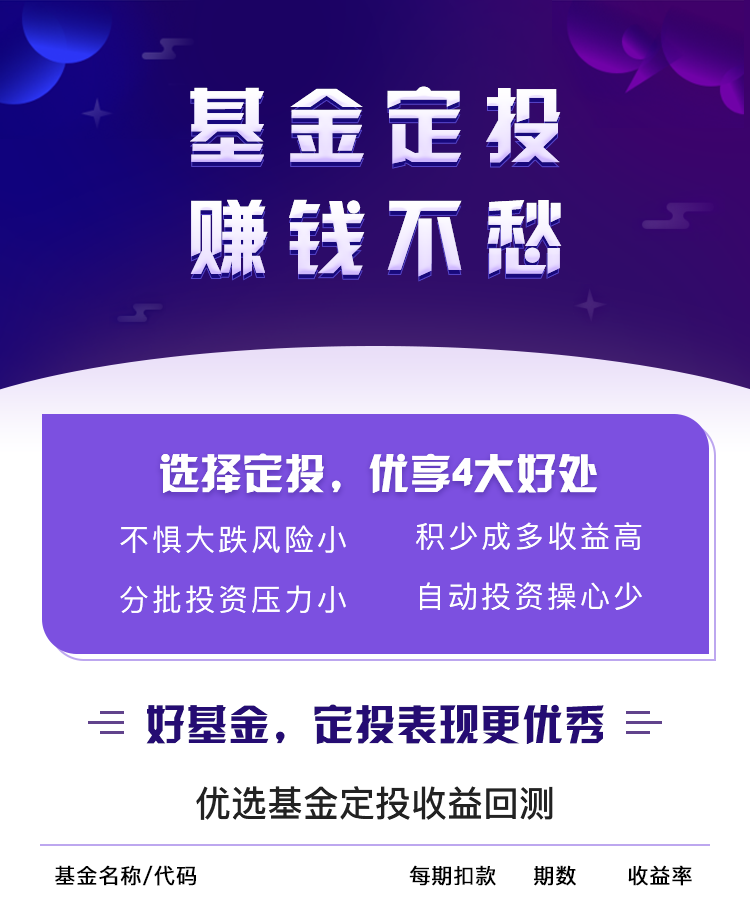 基金定投
赚钱不愁
选择定投，优享4大好处
不惧大跌风险小
积少成多收益高
分批投资压力小
自动投资操心少
好基金，定投表现更优秀
优选基金定投收益回测
基金名称/代码 每期扣款 期数 收益率